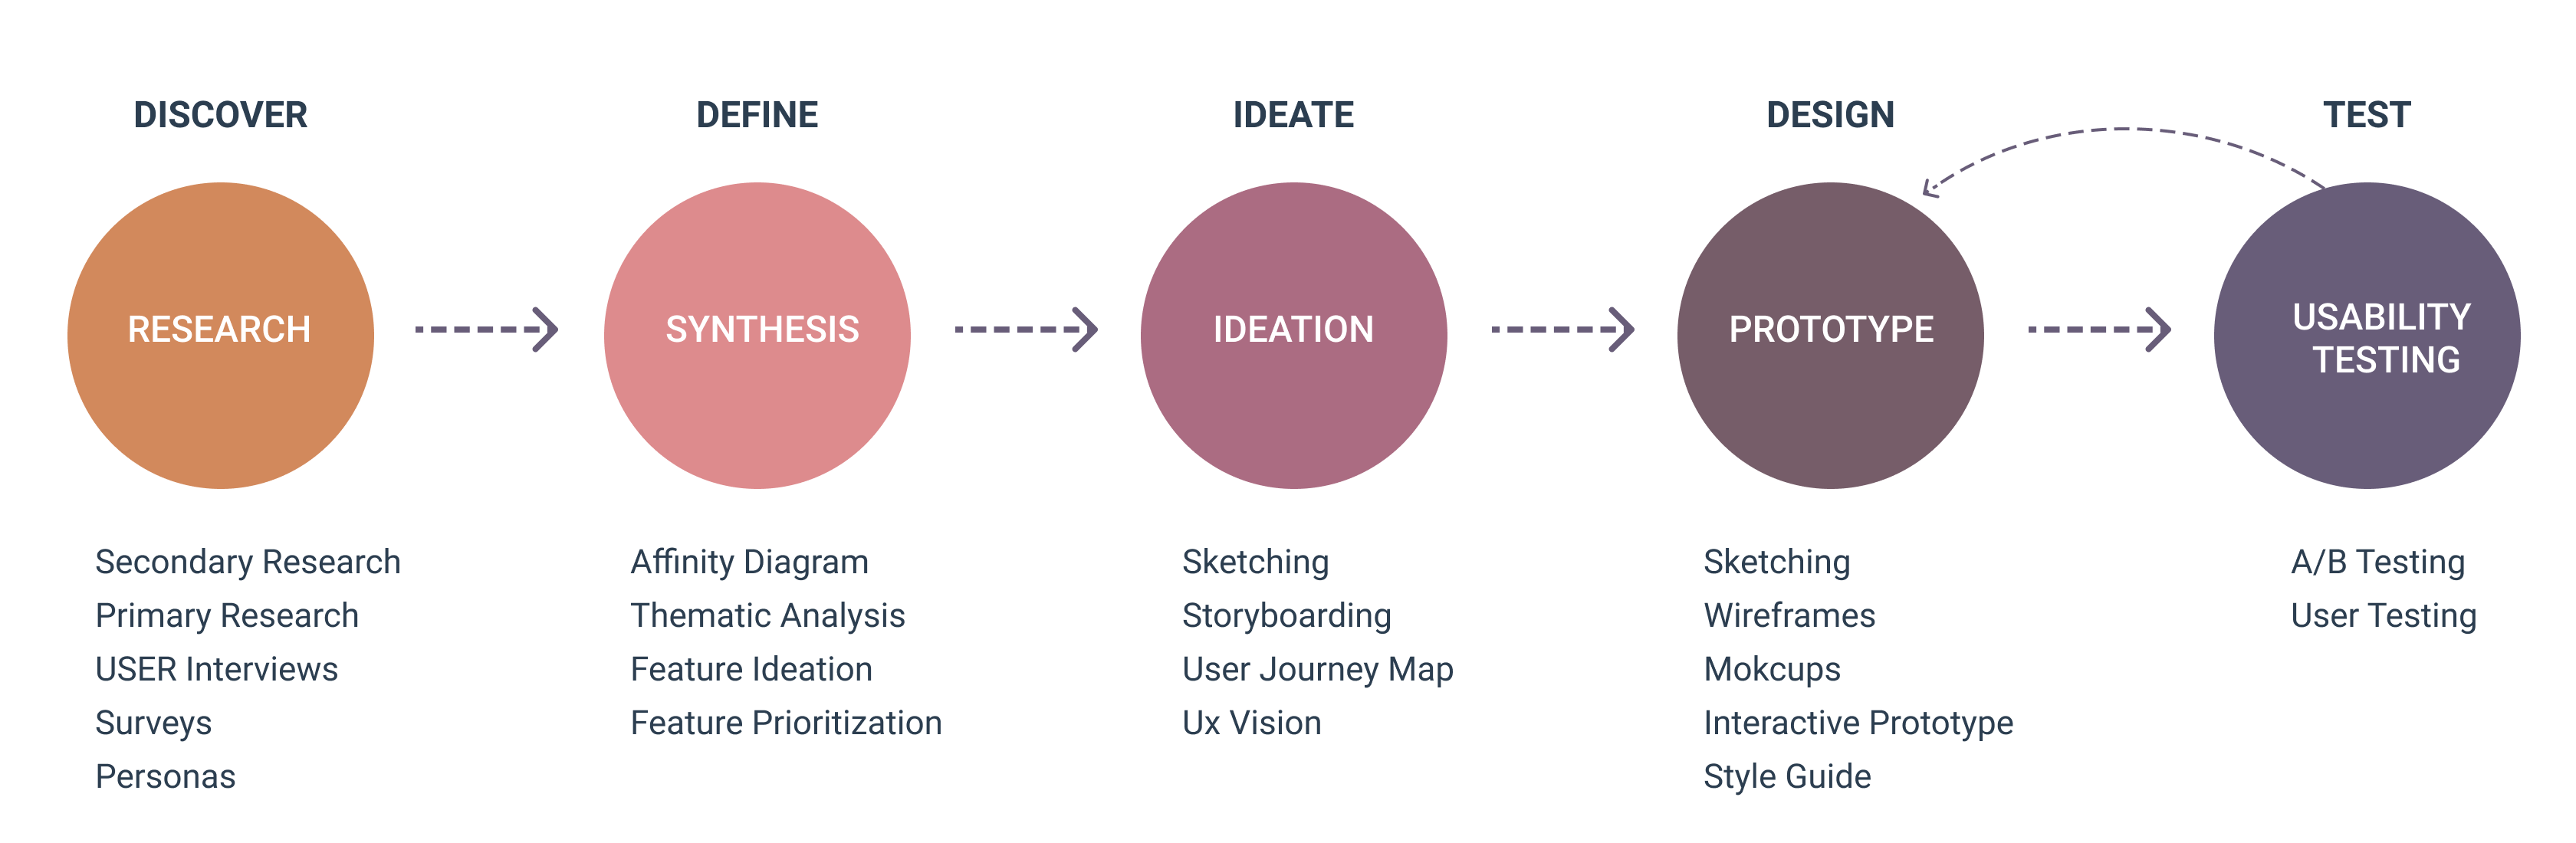 DISCOVER
DEFINE
IDEATE
DESIGN
TEST
RESEARCH
SYNTHESIS
IDEATION
PROTOTYPE
USABILITY
TESTING
Secondary Research
Primary Research
USER Interviews
Surveys
Personas
Affinity Diagram
Thematic Analysis
Feature Ideation
Feature Prioritization
Sketching
Storyboarding
User Journey Map
Ux Vision
Sketching
Wireframes
Mokcups
Interactive Prototype
Style Guide
A/B Testing
User Testing